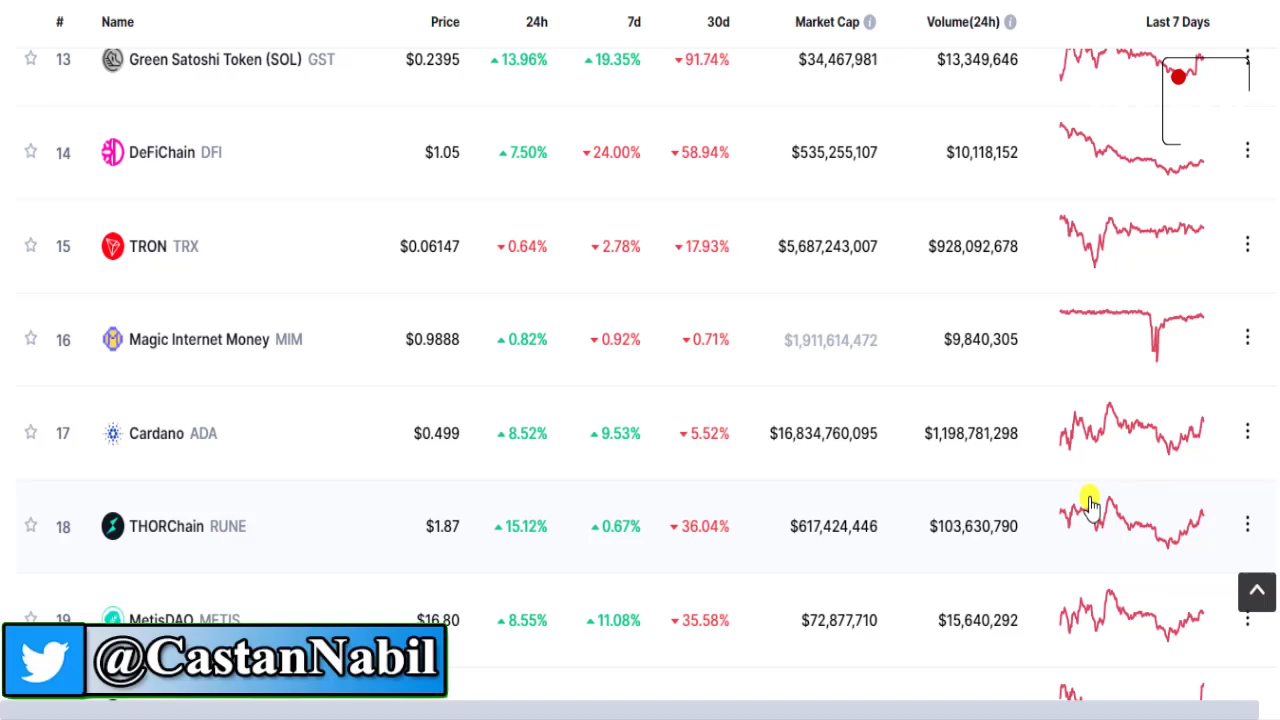 # Name Price 24h 7d 30d Market Cap Volume(24h) Last 7 Days
13 Green Satoshi Token (SOL) GST $0.2395 13.96% 19.35% 91.74% $34,467,981 $13,349,646
14 DeFiChain DFI $1.05 7.50% 24.00% 58.94% $535,255,107 $10,118,152
15 TRON TRX $0.06147 0.64% 2.78% 17.93% $5,687,243,007 $928,092,678
16 Magic Internet Money MIM $0.9888 0.82% 0.92% 0.71% $1,911,614,472 $9,840,305
17 Cardano ADA $0.499 8.52% 9.53% 5.52% $16,834,760,095 $1,198,781,298
18 THORChain RUNE $1.87 15.12% 0.67% 36.04% $617,424,446 $103,630,790
19 MetisDAO METIS $16.80 8.55% 11.08% 35.58% $72,877,710 $15,640,292
@CastanNabil